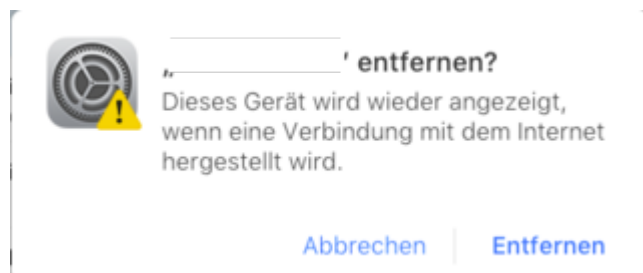 „ ‘ entfernen?
Dieses Gerät wird wieder angezeigt,
wenn eine Verbindung mit dem Internet
hergestellt wird.
Abbrechen Entfernen